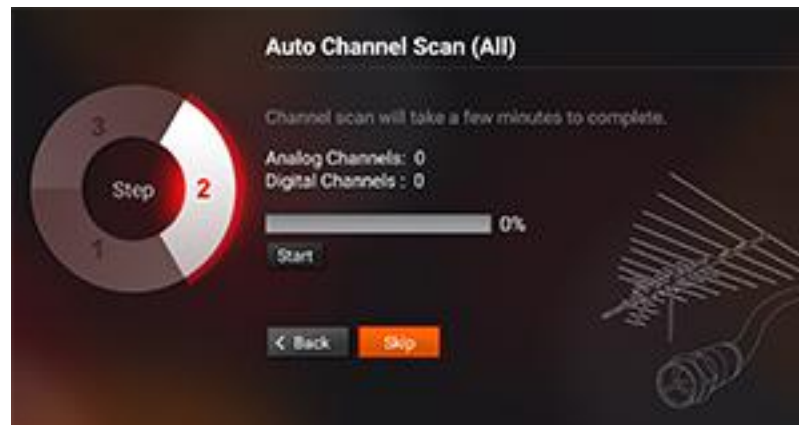 Auto Channel Scan (All)
Channel scan will take a few minutes to complete.
Analog Channels: 0
Digital Channels : 0
0%
Start
< Back
Skip
3
Step
2
1